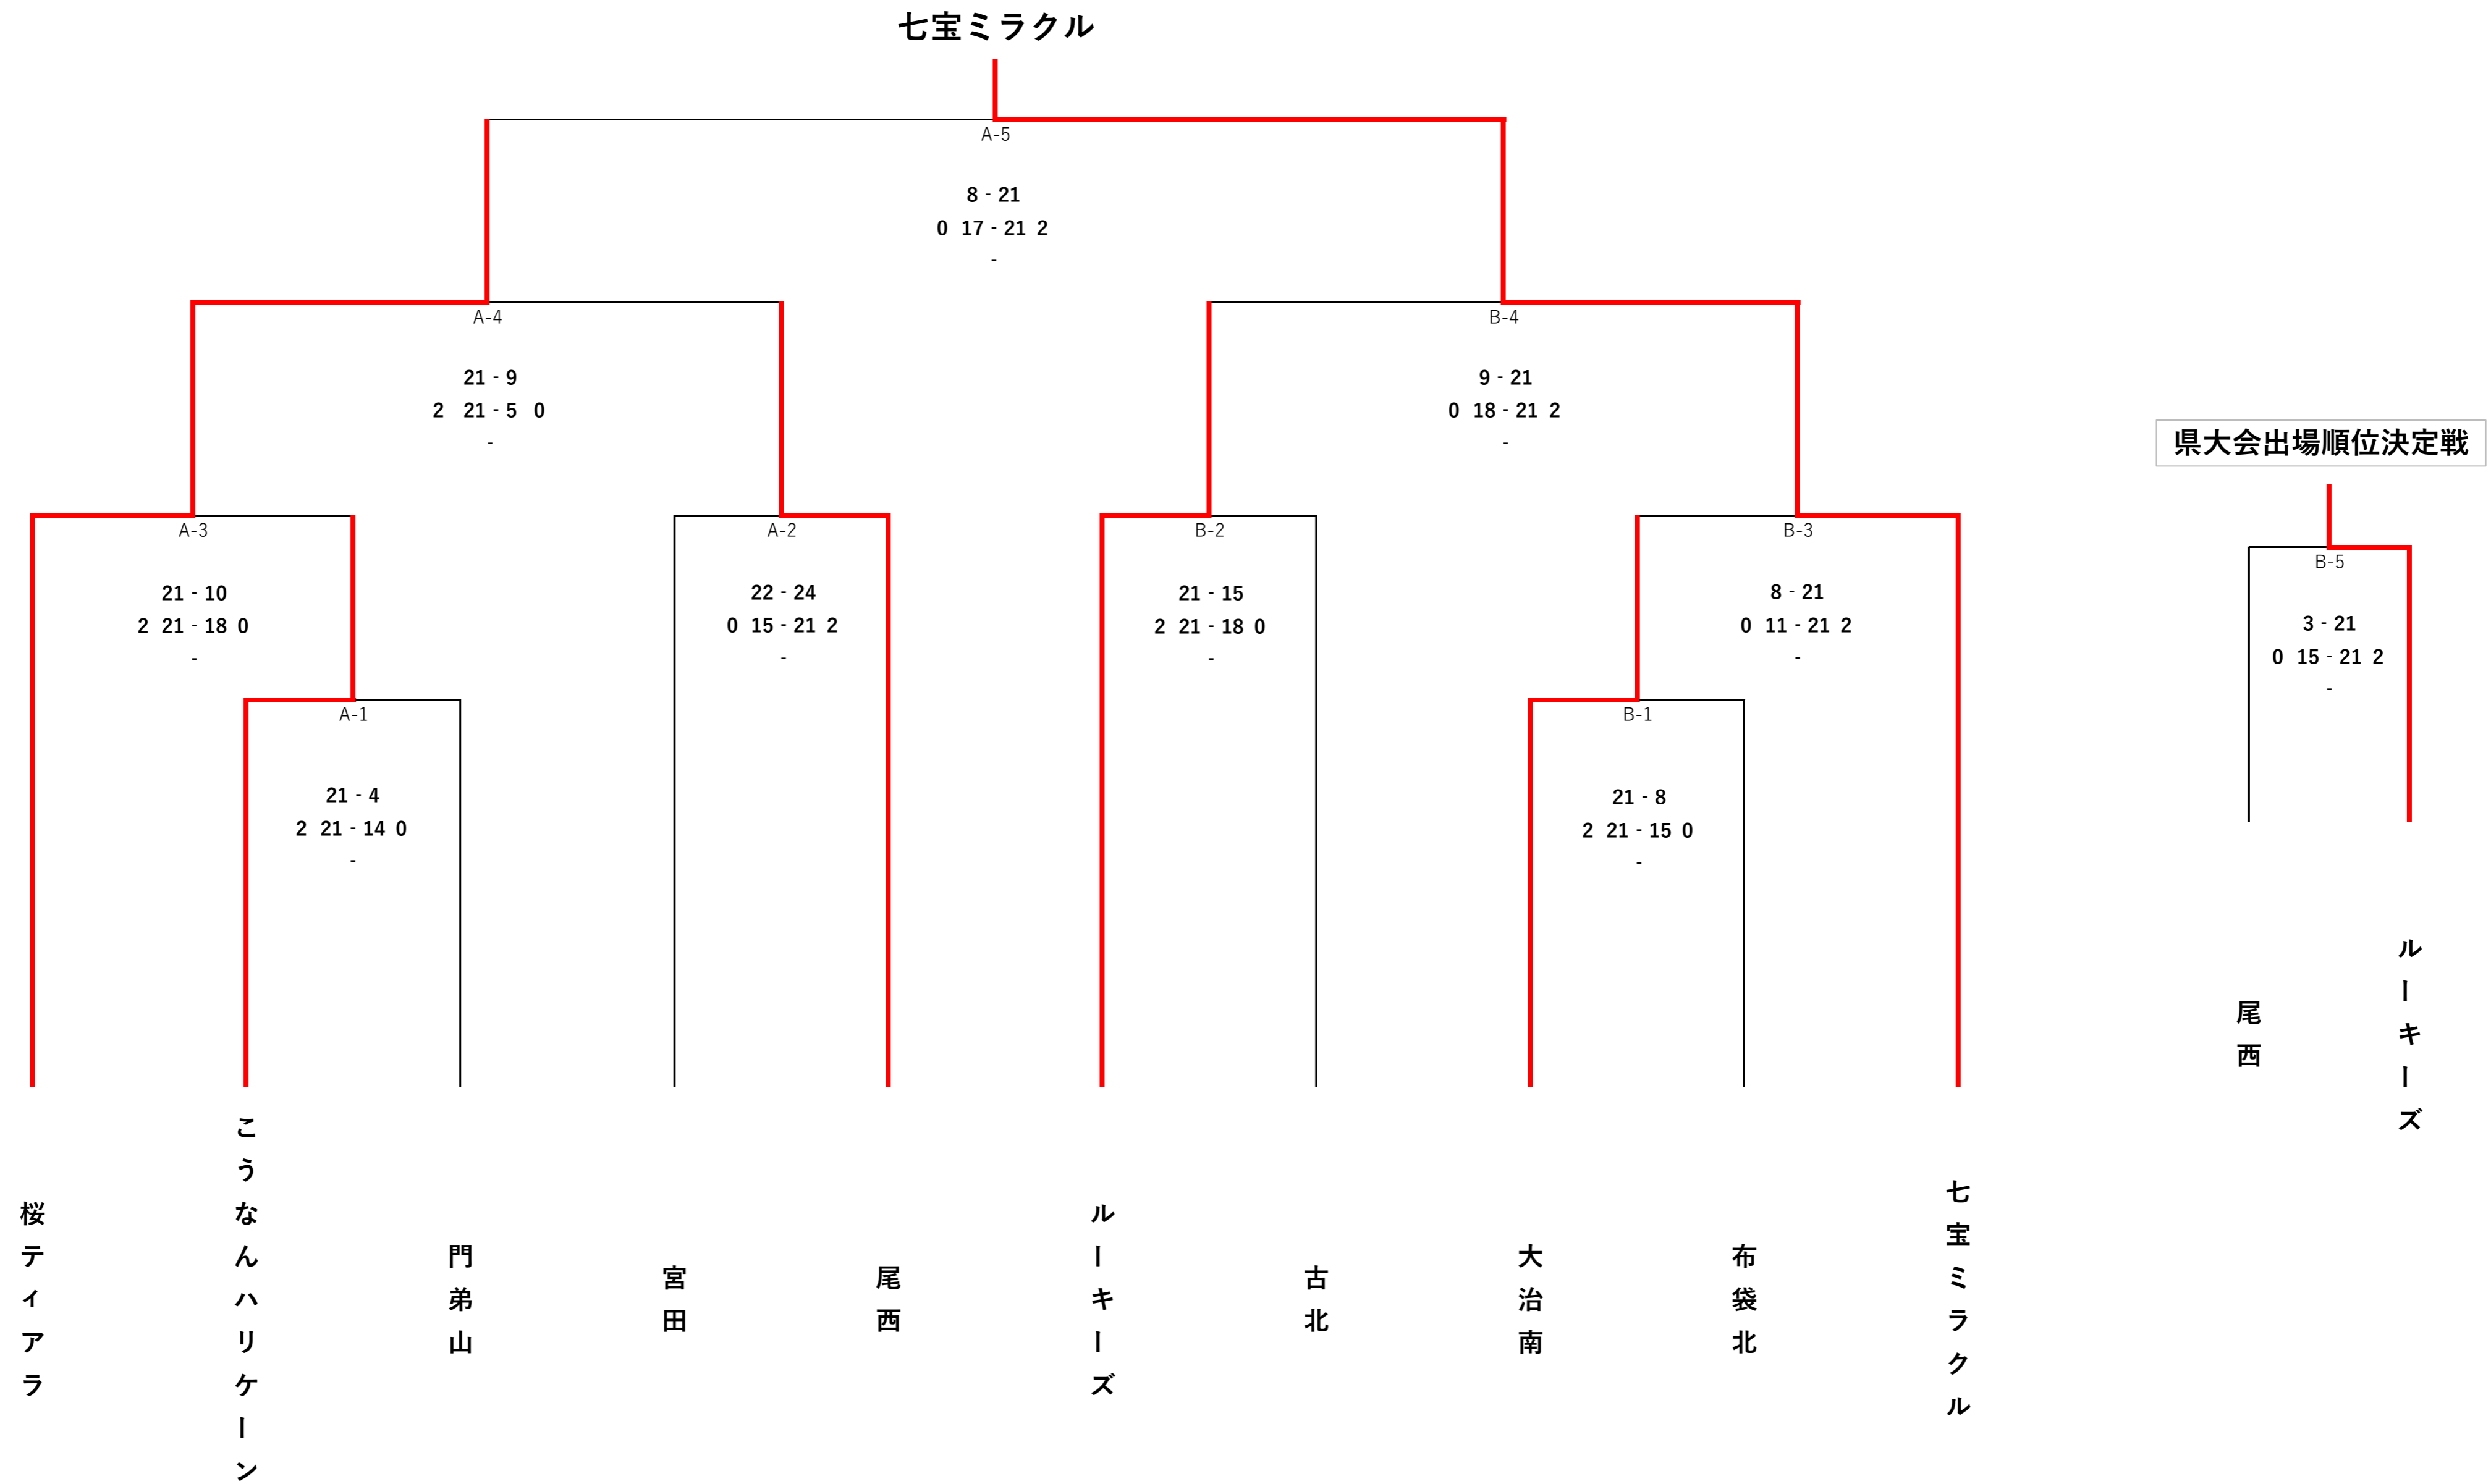 七宝ミラクル
A-5
8 - 21
0 17 - 21 2
-
A-4
21 - 9
2 21 - 5 0
-
B-4
9 - 21
0 18 - 21 2
-
県大会出場順位決定戦
A-3
21 - 10
2 21 - 18 0
-
A-2
22 - 24
0 15 - 21 2
-
B-2
21 - 15
2 21 - 18 0
-
B-3
8 - 21
0 11 - 21 2
-
B-5
3 - 21
0 15 - 21 2
-
A-1
21 - 4
2 21 - 14 0
-
B-1
21 - 8
2 21 - 15 0
-
尾西
ルーキーズ
桜ティアラ
こうなんハリケーン
門弟山
宮田
尾西
ルーキーズ
古北
大治南
布袋北
七宝ミラクル